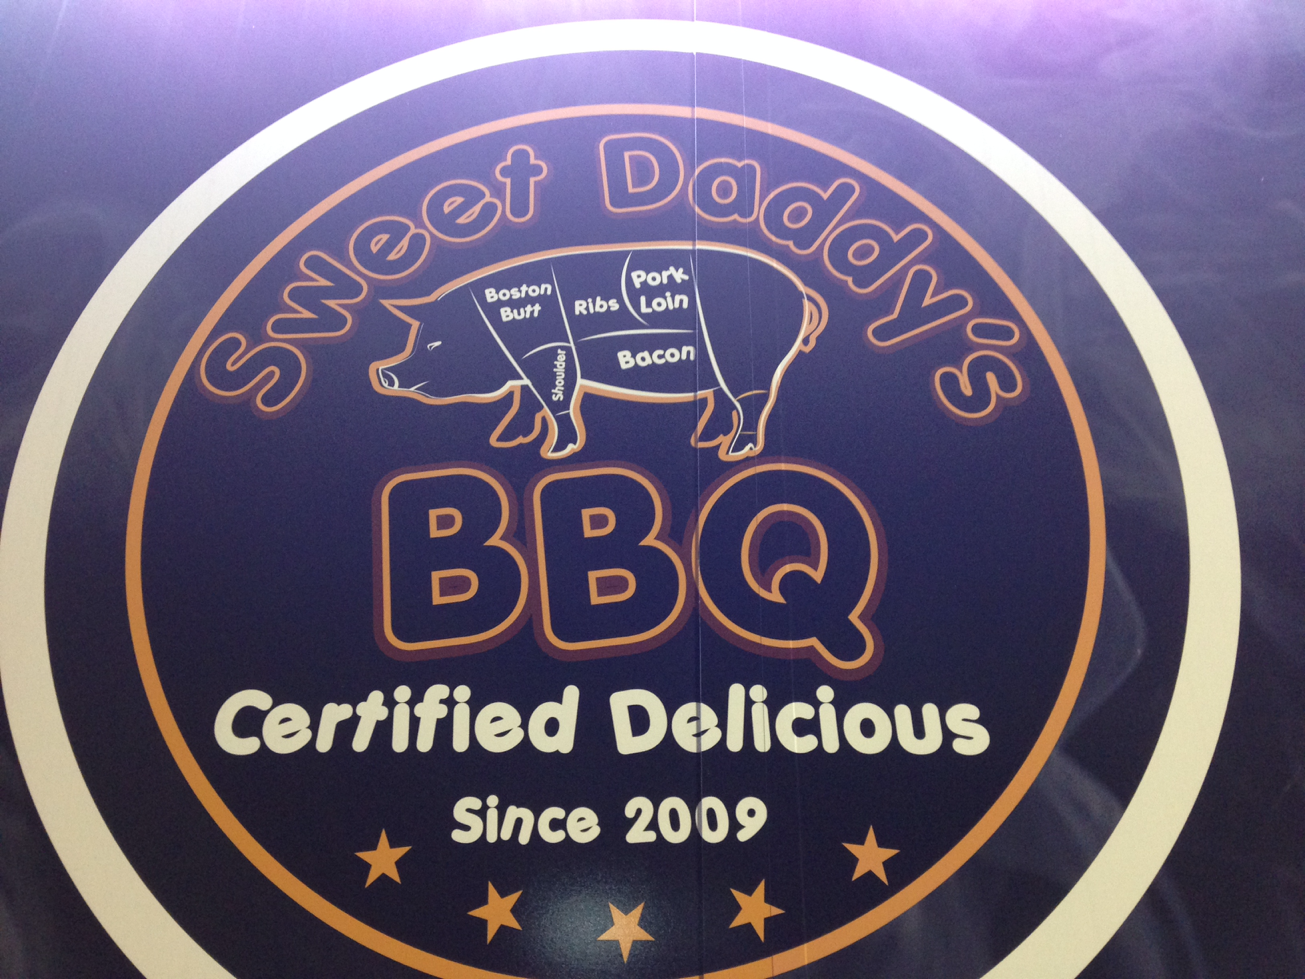 Sweet Daddy's
Boston
Butt
Ribs
Pork
Loin
Shoulder
Bacon
BBQ
Certified Delicious
Since 2009